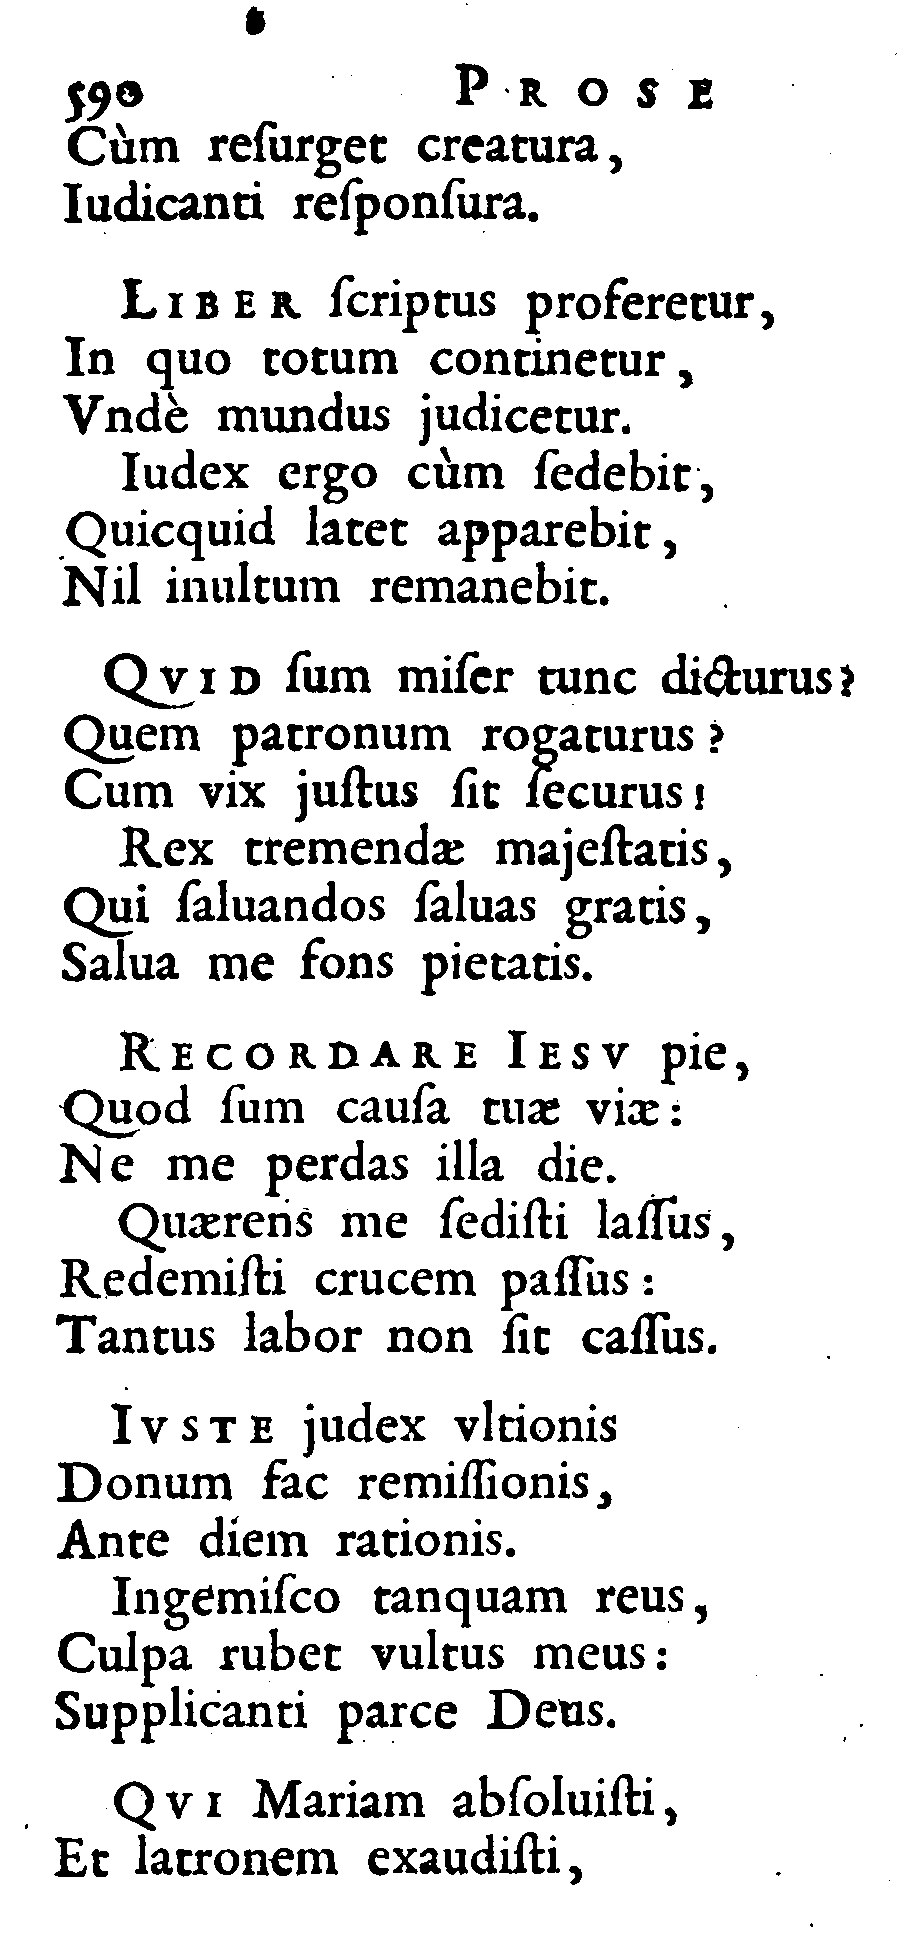 590 PROSE
Cùm reſurget creatura,
Iudicanti reſponſura.
LIBER ſcriptus proferetur,
In quo totum continetur,
Vndè mundus judicetur.
Iudex ergo cùm ſedebit,
Quicquid latet apparebit,
Nil inultum remanebit.
QVID ſum miſer tunc dicturus?
Quem patronum rogaturus?
Cum vix juſtus ſit ſecurus!
Rex tremendæ majeſtatis,
Qui ſaluandos ſaluas gratis,
Salua me fons pietatis.
RECORDARE IESV pie,
Quod ſum cauſa tuæ viæ:
Ne me perdas illa die.
Quærens me ſediſti laſſus,
Redemiſti crucem paſſus:
Tantus labor non ſit caſſus.
IVSTE judex vltionis
Donum fac remiſſionis,
Ante diem rationis.
Ingemiſco tanquam reus,
Culpa rubet vultus meus:
Supplicanti parce Deus.
QVI Mariam abſoluiſti,
Et latronem exaudiſti,